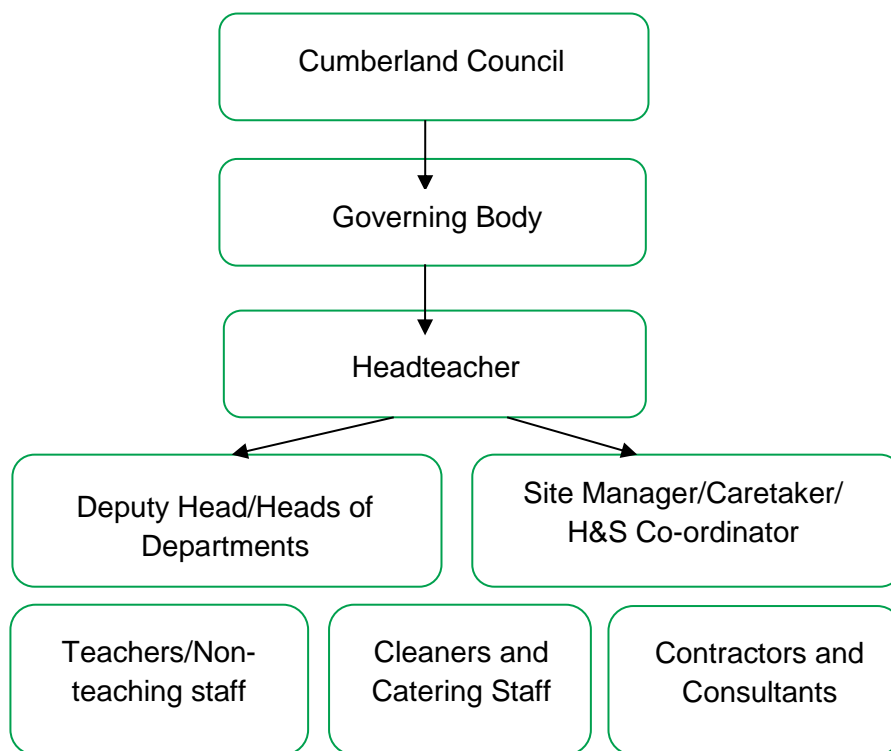 Cumberland Council
Governing Body
Headteacher
Deputy Head/Heads of
Departments
Site Manager/Caretaker/
H&S Co-ordinator
Teachers/Non-
teaching staff
Cleaners and
Catering Staff
Contractors and
Consultants